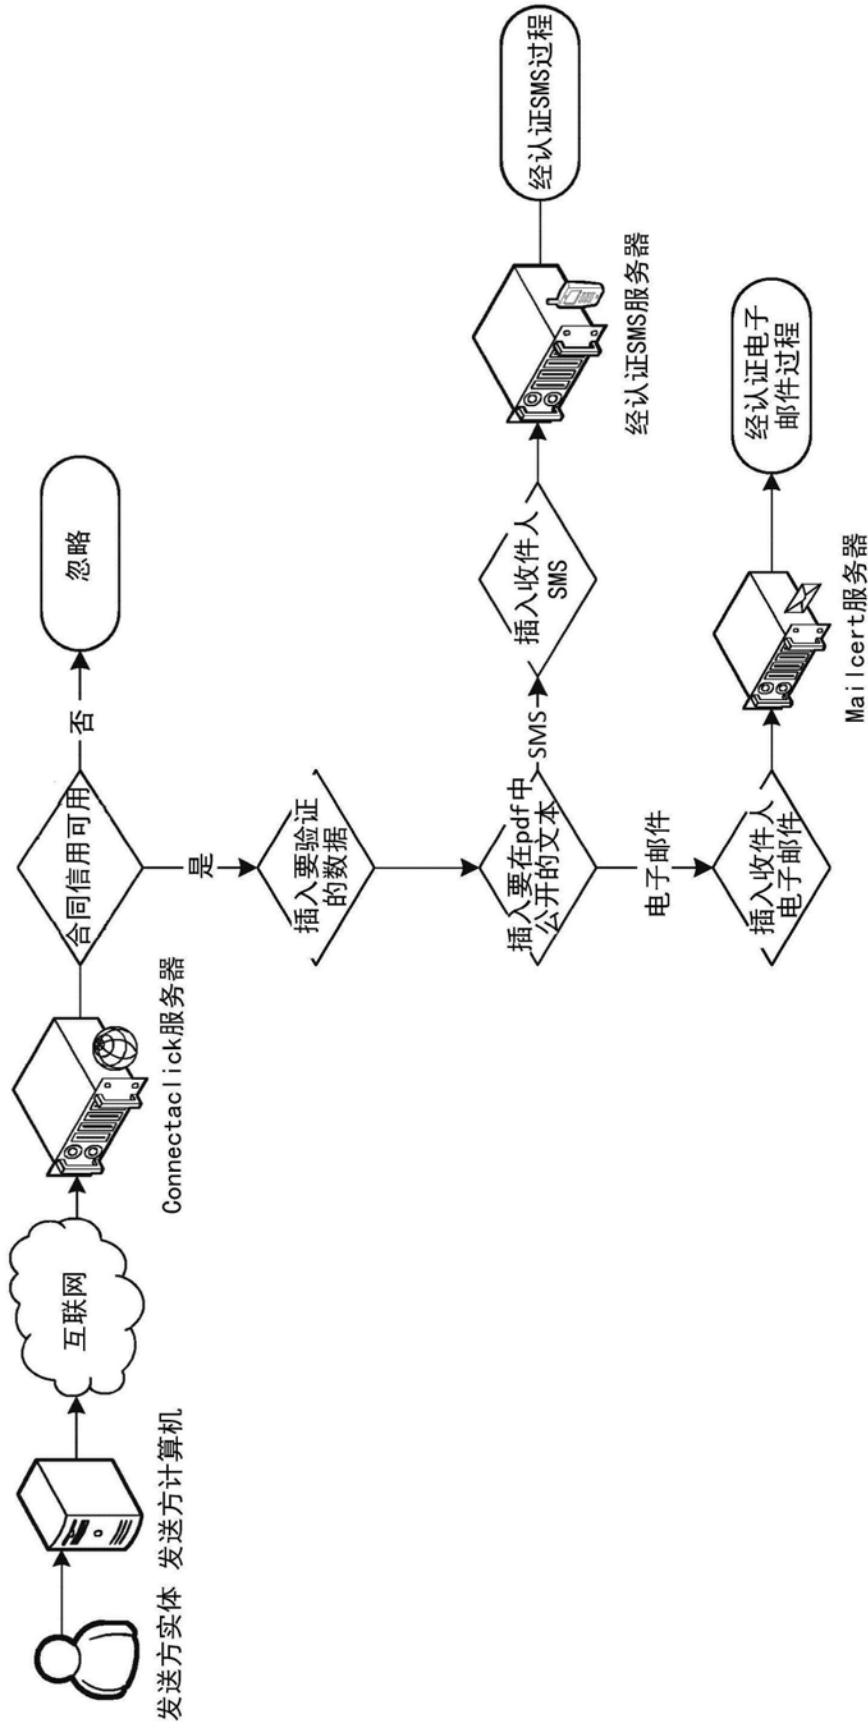 发送方实体
发送方计算机
互联网
Connectaclick服务器
合同信用可用
否
忽略
是
插入要验证
的数据
插入要在pdf中
公开的文本
SMS
插入收件人
SMS
经认证SMS服务器
经认证SMS过程
电子邮件
插入收件人
电子邮件
Mailcert服务器
经认证电子
邮件过程